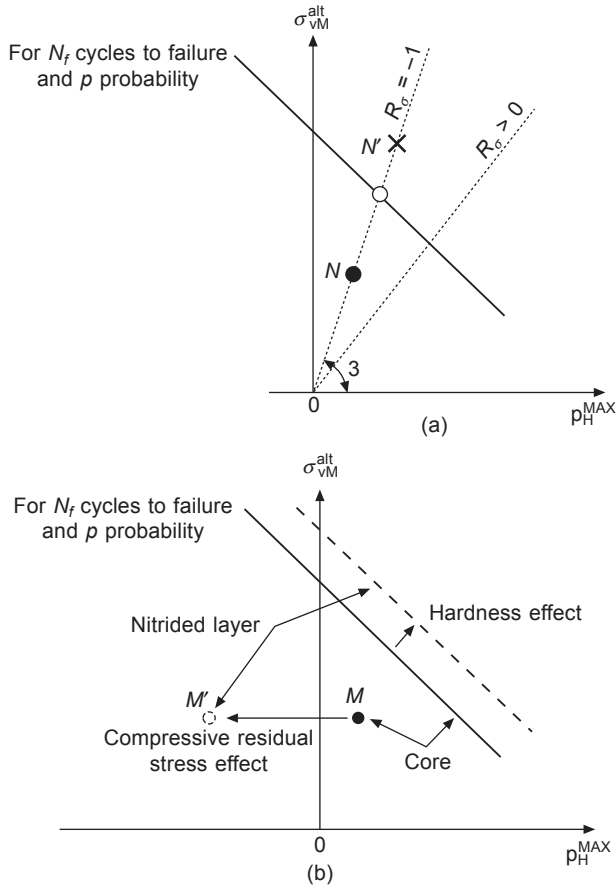 σ_vM^alt
For N_f cycles to failure
and p probability
R_σ = –1
R_σ > 0
N′
N
3
0
p_H^MAX
(a)
σ_vM^alt
For N_f cycles to failure
and p probability
Nitrided layer
Hardness effect
M′
M
Compressive residual
stress effect
Core
0
p_H^MAX
(b)